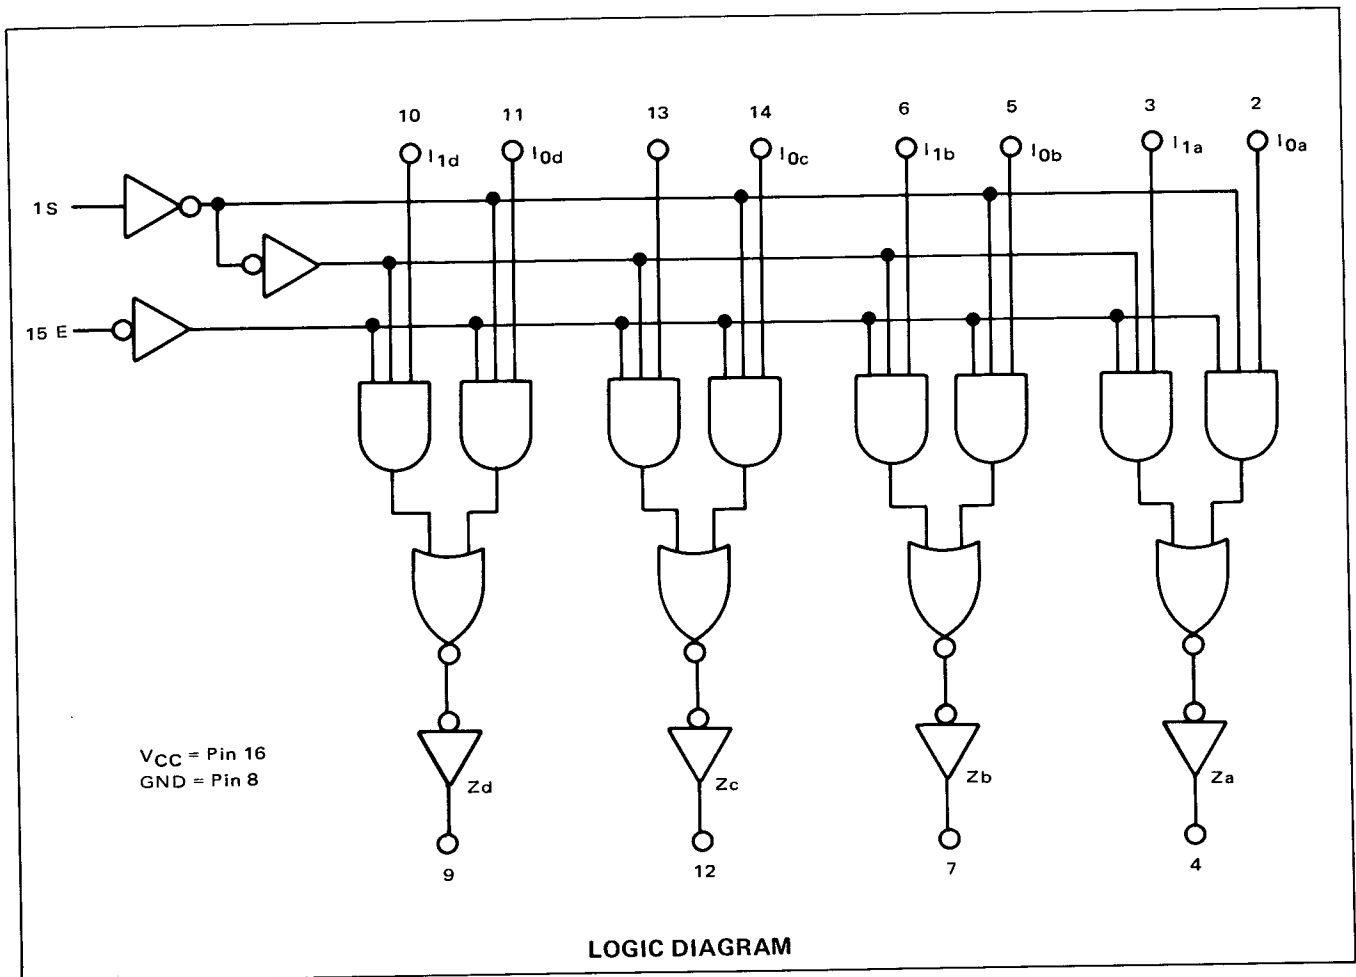 10 11 13 14 6 5 3 2
I1d I0d I0c I1b I0b I1a I0a
1 S
15 E
VCC = Pin 16
GND = Pin 8
Zd Zc Zb Za
9 12 7 4
LOGIC DIAGRAM